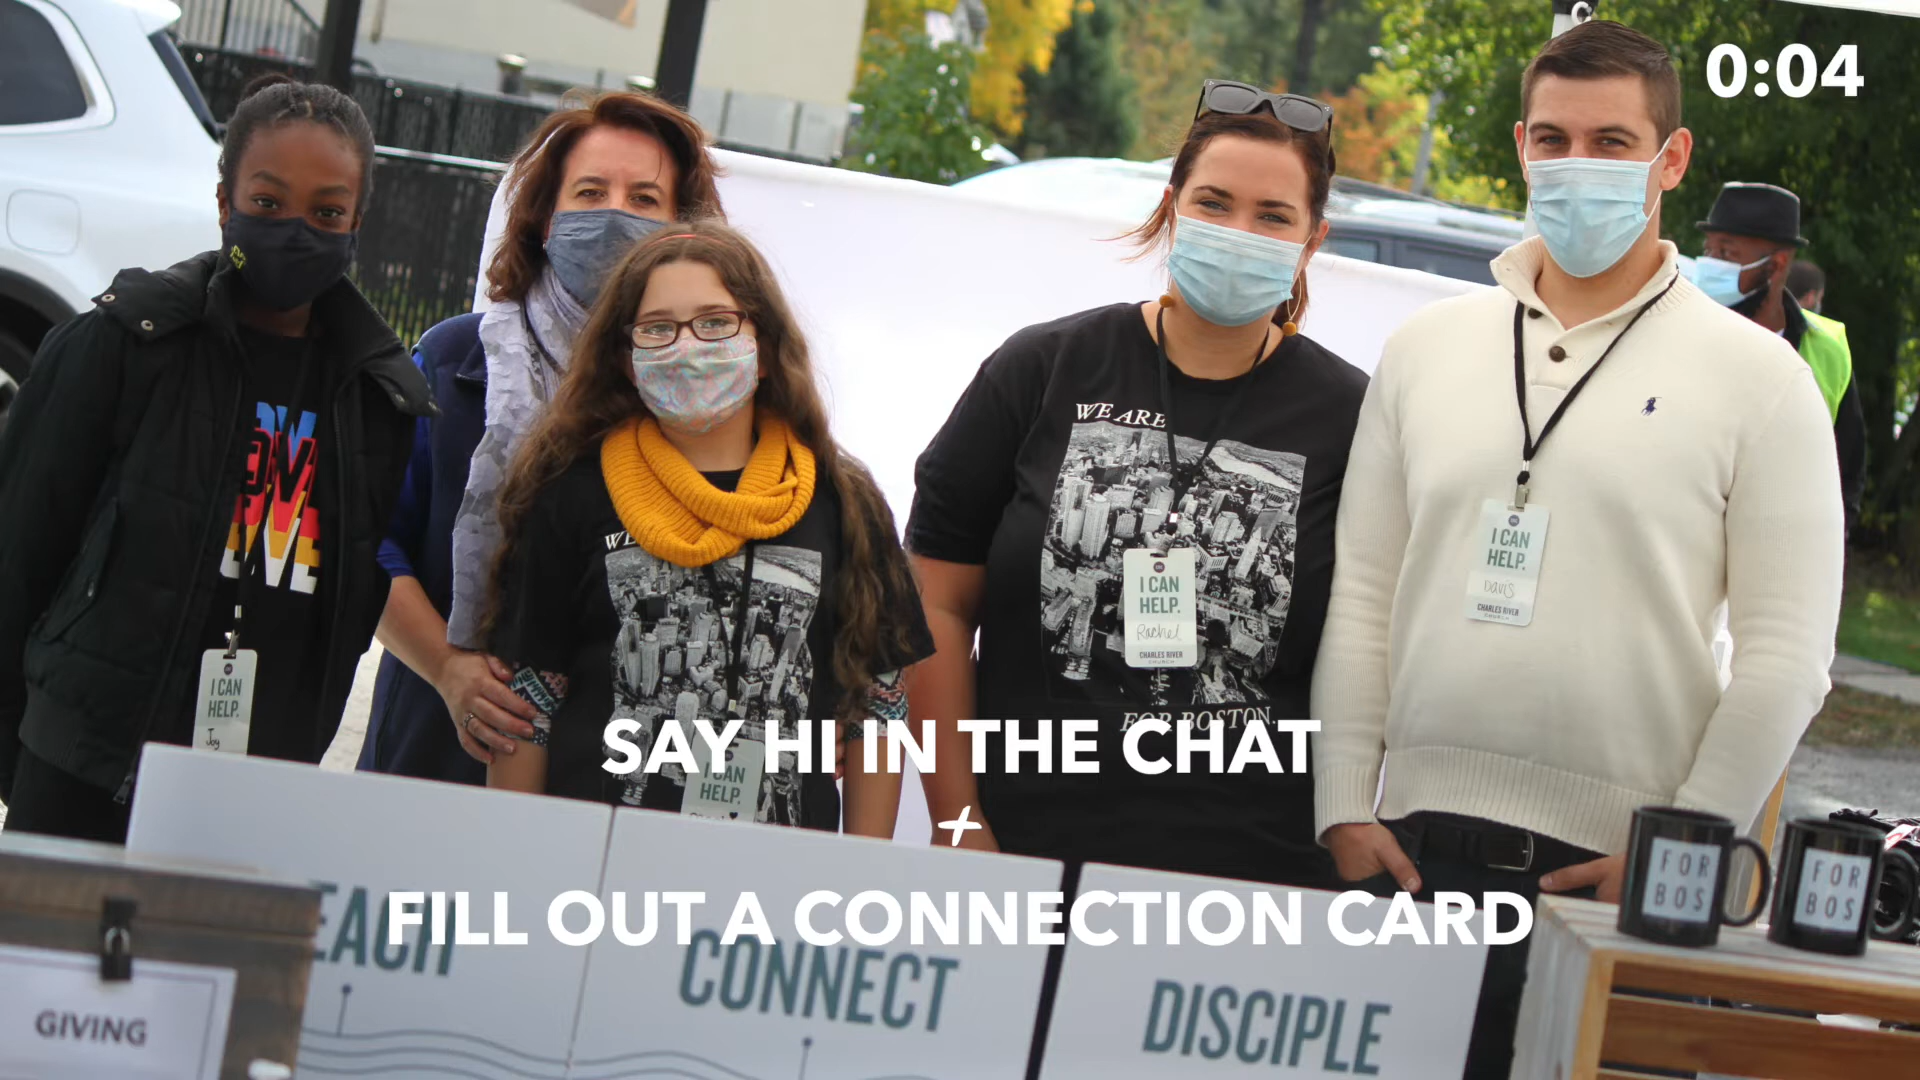 0:04
WE ARE
I CAN
HELP.
Davis
CHARLES RIVER
CHURCH
I CAN
HELP.
Rachel
CHARLES RIVER
CHURCH
I CAN
HELP.
Joy
FOR BOSTON.
SAY HI IN THE CHAT
+
I CAN
HELP.
FILL OUT A CONNECTION CARD
FOR
BOS
FOR
BOS
EACH
CONNECT
DISCIPLE
GIVING